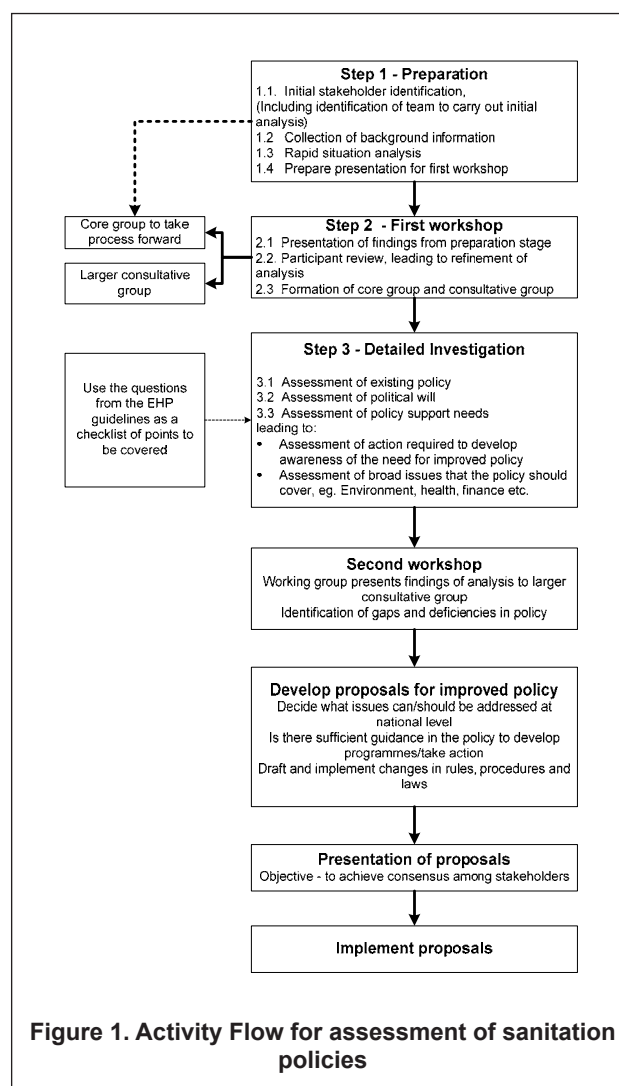 Step 1 - Preparation
1.1. Initial stakeholder identification,
(Including identification of team to carry out initial
analysis)
1.2 Collection of background information
1.3 Rapid situation analysis
1.4 Prepare presentation for first workshop
Core group to take
process forward
Larger consultative
group
Step 2 - First workshop
2.1 Presentation of findings from preparation stage
2.2. Participant review, leading to refinement of
analysis
2.3 Formation of core group and consultative group
Use the questions
from the EHP
guidelines as a
checklist of points to
be covered
Step 3 - Detailed Investigation
3.1 Assessment of existing policy
3.2 Assessment of political will
3.3 Assessment of policy support needs
leading to:
• Assessment of action required to develop
awareness of the need for improved policy
• Assessment of broad issues that the policy should
cover, eg. Environment, health, finance etc.
Second workshop
Working group presents findings of analysis to larger
consultative group
Identification of gaps and deficiencies in policy
Develop proposals for improved policy
Decide what issues can/should be addressed at
national level
Is there sufficient guidance in the policy to develop
programmes/take action
Draft and implement changes in rules, procedures and
laws
Presentation of proposals
Objective - to achieve consensus among stakeholders
Implement proposals
Figure 1. Activity Flow for assessment of sanitation
policies